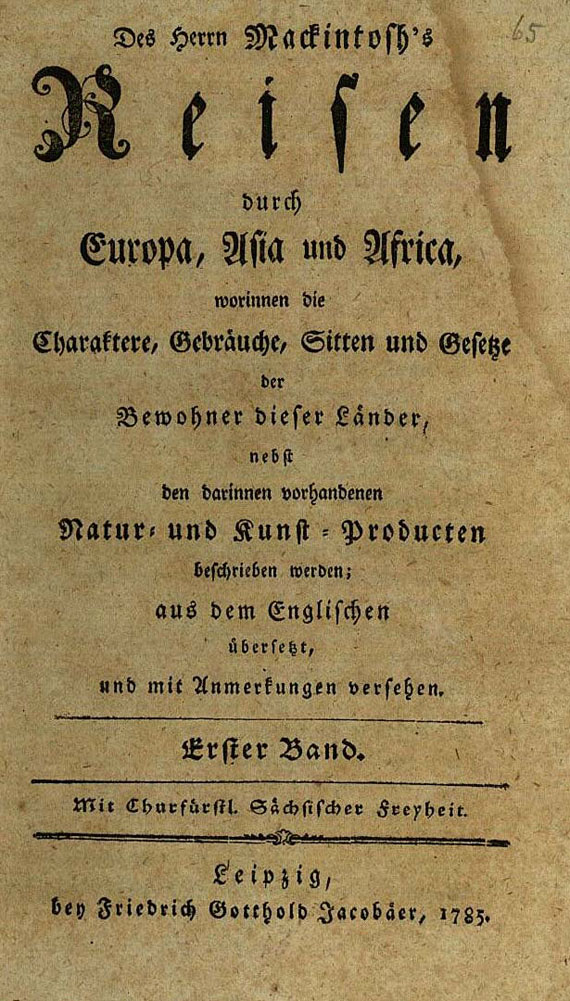 65
Des Herrn Mackintosh's
Reisen
durch
Europa, Asia und Africa,
worinnen die
Charaktere, Gebräuche, Sitten und Gesetze
der
Bewohner dieser Länder,
nebst
den darinnen vorhandenen
Natur- und Kunst-Producten
beschrieben werden;
aus dem Englischen
übersetzt,
und mit Anmerkungen versehen.
Erster Band.
Mit Churfürstl. Sächsischer Freyheit.
Leipzig,
bey Friedrich Gotthold Jacobäer, 1785.